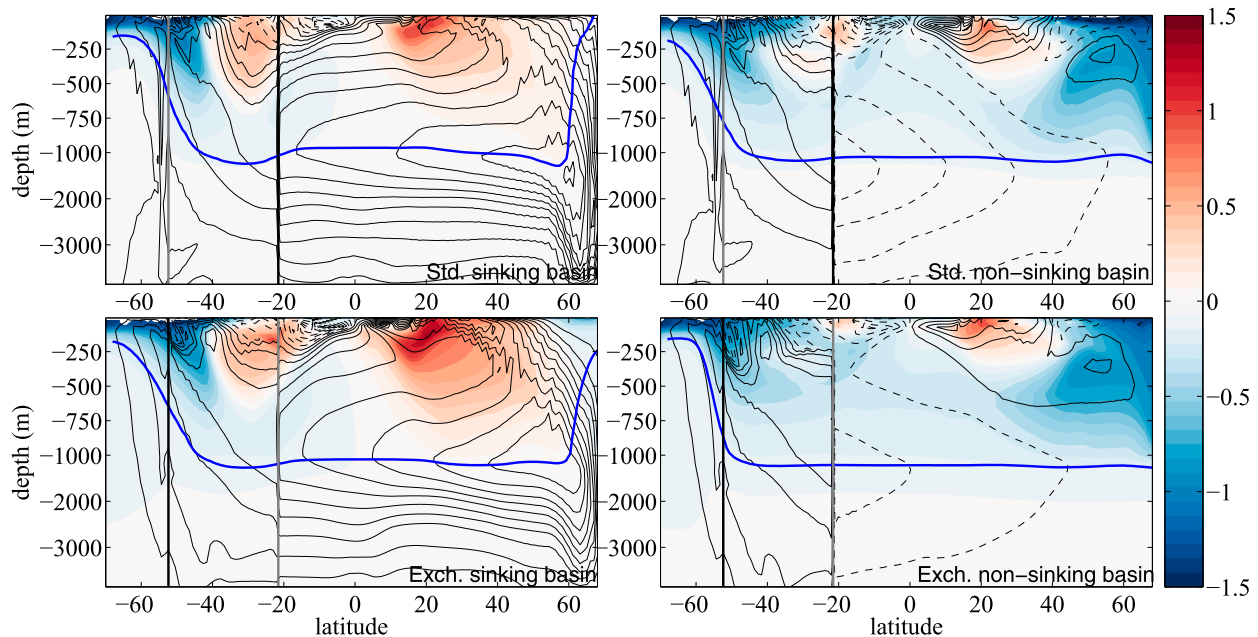 1.5
1
0.5
0
−0.5
−1
−1.5
depth (m)
−250
−500
−750
−1000
−2000
−3000
Std. sinking basin
−60 −40 −20 0 20 40 60
−250
−500
−750
−1000
−2000
−3000
Std. non−sinking basin
−60 −40 −20 0 20 40 60
depth (m)
−250
−500
−750
−1000
−2000
−3000
Exch. sinking basin
−60 −40 −20 0 20 40 60
latitude
−250
−500
−750
−1000
−2000
−3000
Exch. non−sinking basin
−60 −40 −20 0 20 40 60
latitude